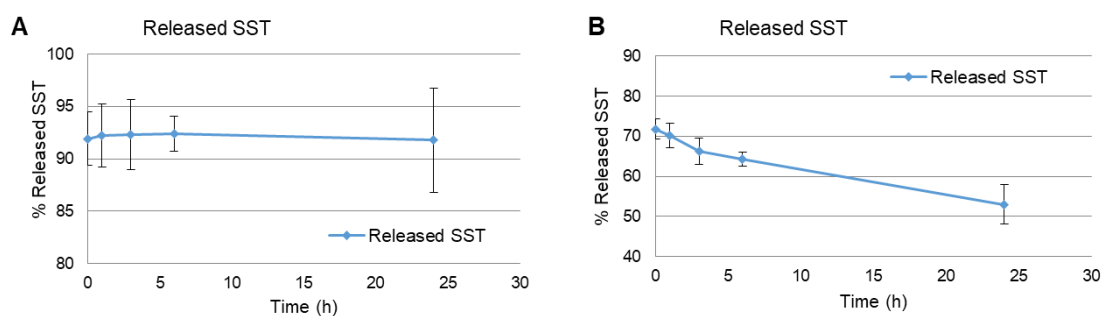 A
Released SST
% Released SST
100
95
90
85
80
Released SST
0 5 10 15 20 25 30
Time (h)
B
Released SST
% Released SST
90
80
70
60
50
40
Released SST
0 5 10 15 20 25 30
Time (h)